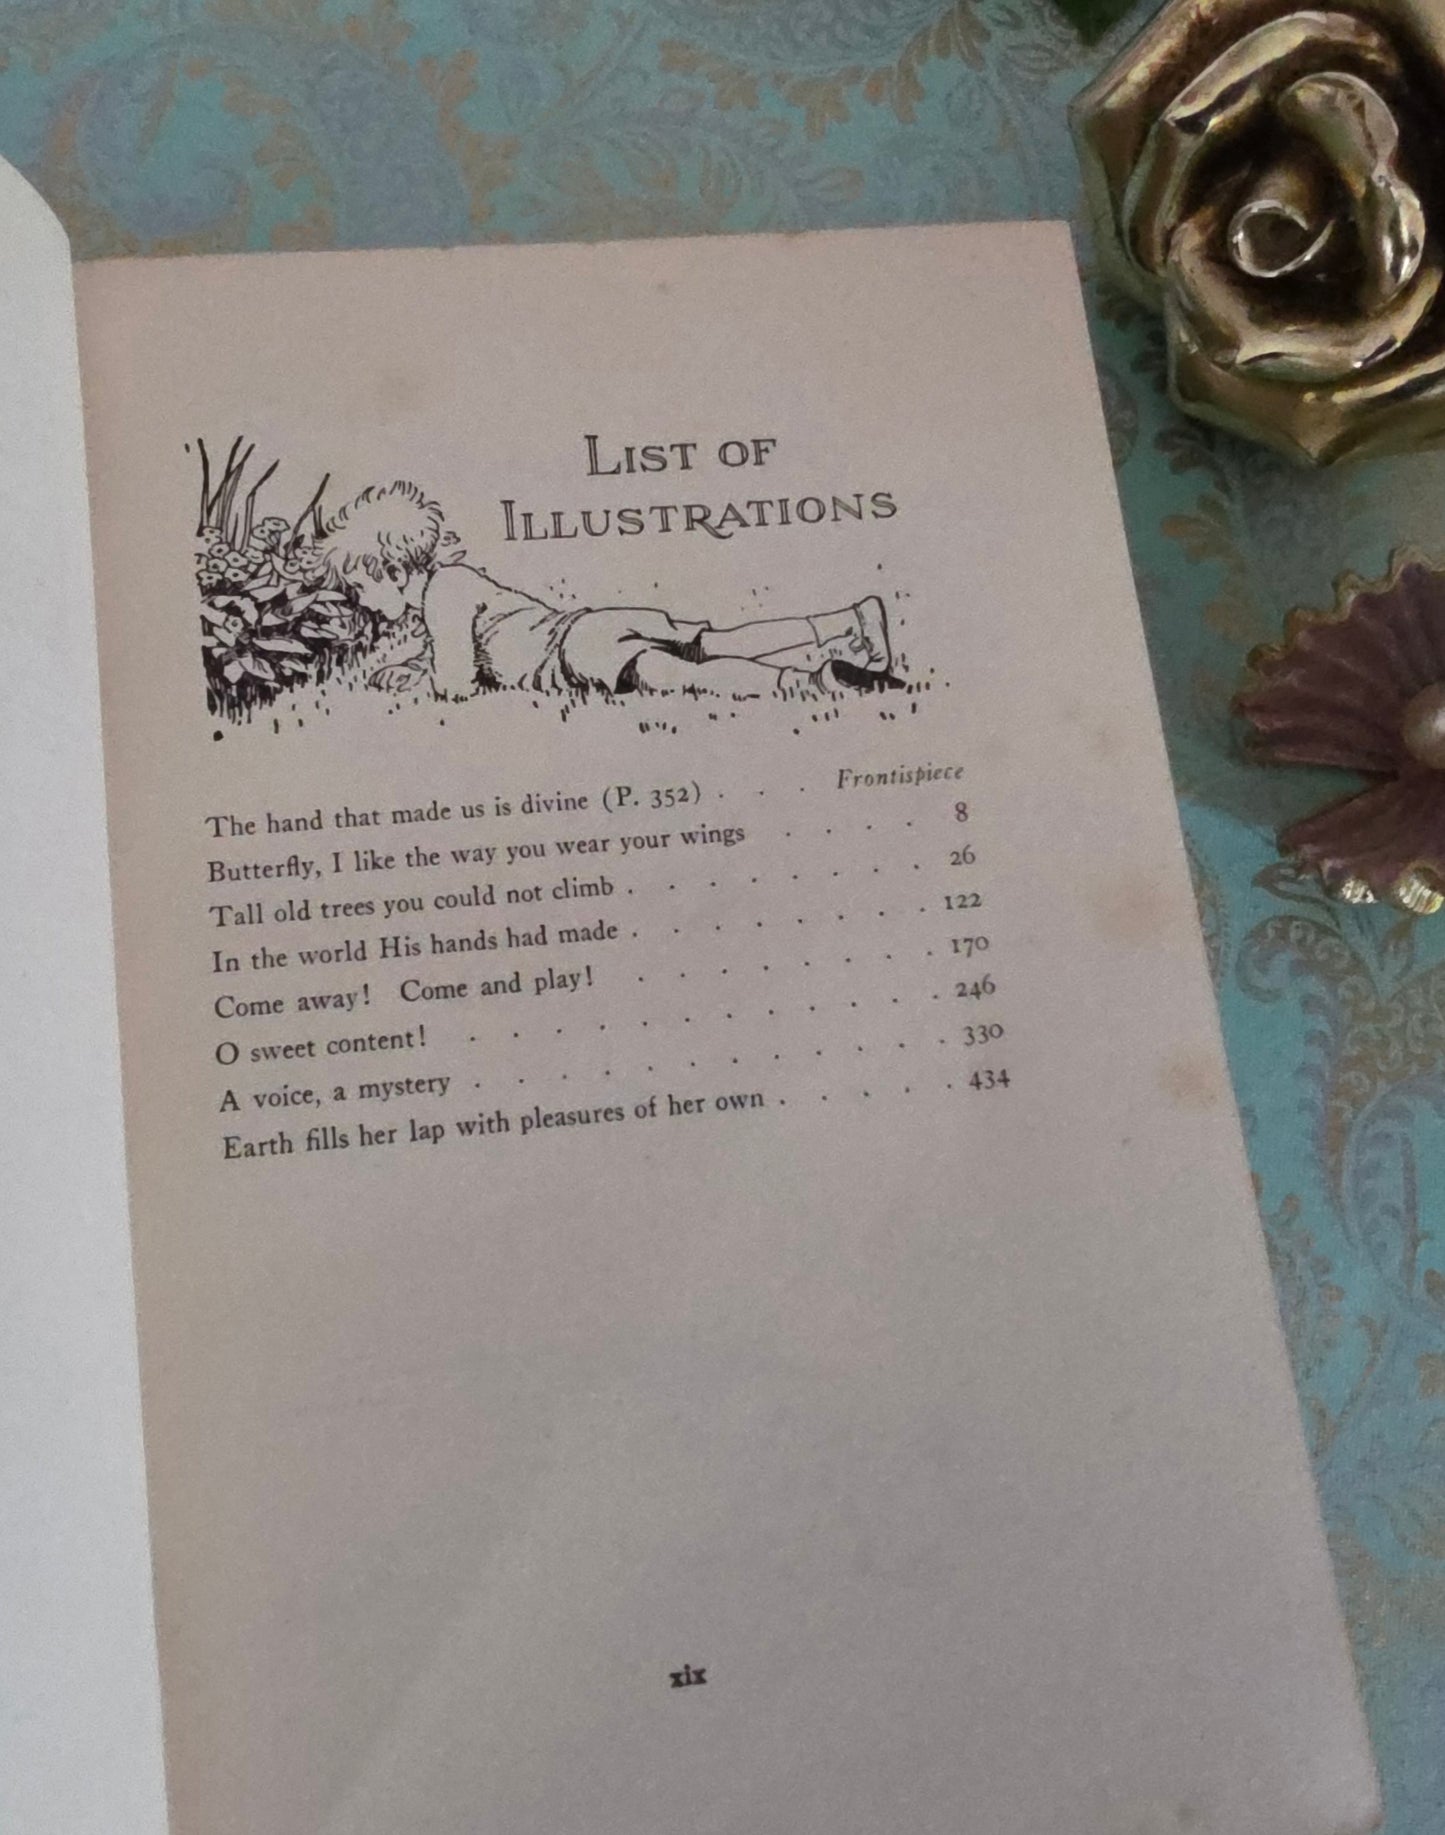 LIST OF
ILLUSTRATIONS
The hand that made us is divine (P. 352) . . . Frontispiece
Butterfly, I like the way you wear your wings . . . . 8
Tall old trees you could not climb . . . . . . . . 26
In the world His hands had made . . . . . . . . 122
Come away! Come and play! . . . . . . . . 170
O sweet content! . . . . . . . . . . . . 246
A voice, a mystery . . . . . . . . . . . . 330
Earth fills her lap with pleasures of her own . . . . . 434
xix